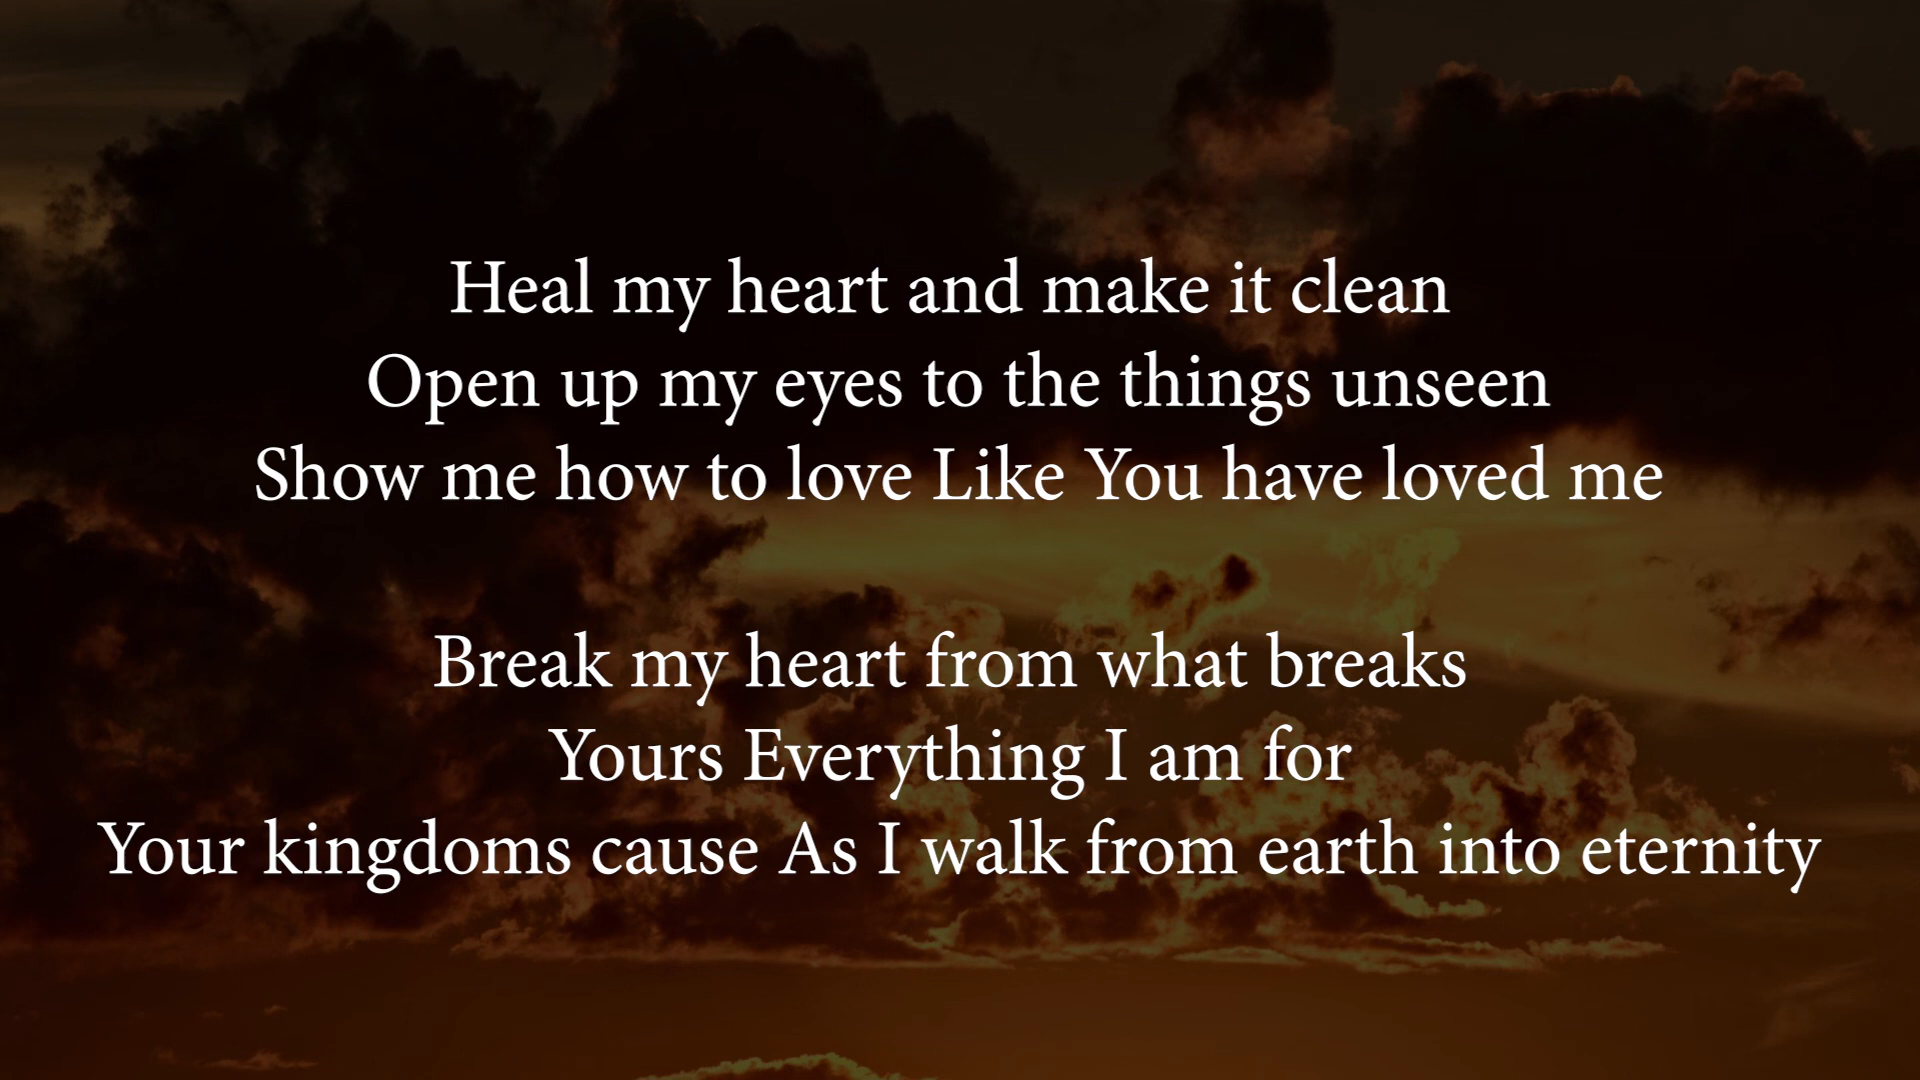 Heal my heart and make it clean
Open up my eyes to the things unseen
Show me how to love Like You have loved me
Break my heart from what breaks
Yours Everything I am for
Your kingdoms cause As I walk from earth into eternity